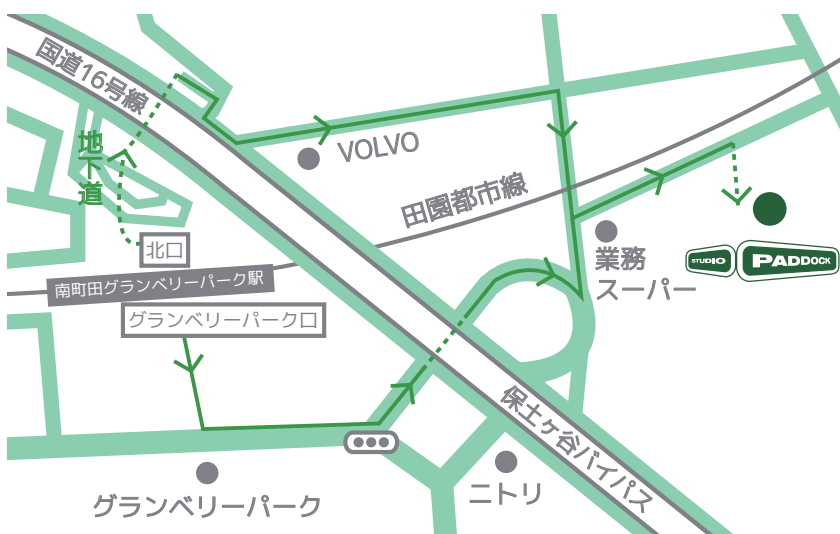 国道16号線
地下道
VOLVO
田園都市線
北口
業務
スーパー
STUDIO
PADDOCK
南町田グランベリーパーク駅
グランベリーパーク口
保土ヶ谷バイパス
グランベリーパーク
ニトリ